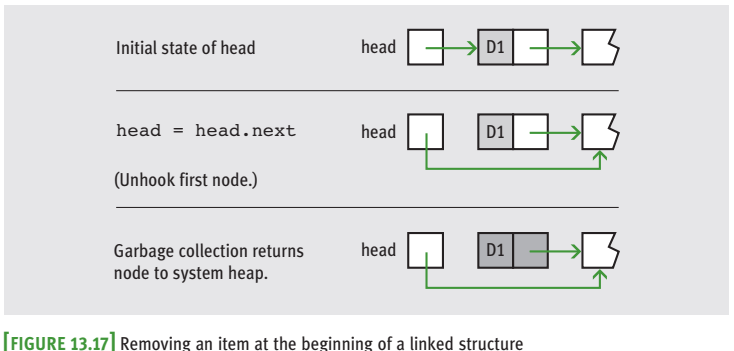 Initial state of head
head D1
head = head.next
head D1
(Unhook first node.)
Garbage collection returns
node to system heap.
head D1
[FIGURE 13.17] Removing an item at the beginning of a linked structure